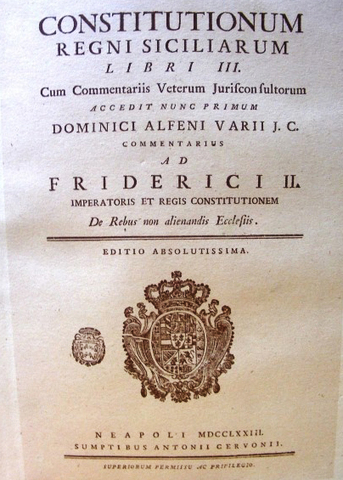 CONSTITUTIONUM
REGNI SICILIARUM
LIBRI III.
Cum Commentariis Veterum Jurisconsultorum
ACCEDIT NUNC PRIMUM
DOMINICI ALFENI VARII J. C.
COMMENTARIUS
AD
FRIDERICI II.
IMPERATORIS ET REGIS CONSTITUTIONEM
De Rebus non alienandis Ecclesiis.
EDITIO ABSOLUTISSIMA.
NEAPOLI MDCCLXXIII.
SUMPTIBUS ANTONII CERVONII.
SUPERIORUM PERMISSU AC PRIVILEGIO.